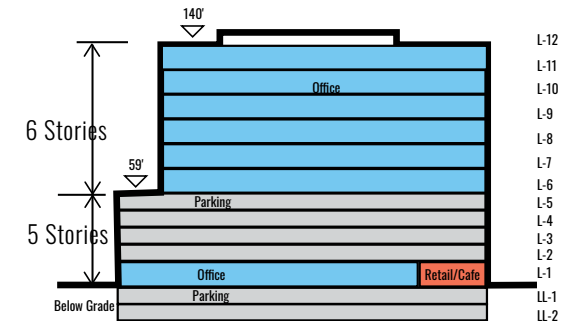 140'
L-12
L-11
Office
L-10
L-9
6 Stories
L-8
59'
L-7
L-6
Parking
L-5
L-4
5 Stories
L-3
L-2
Office
Retail/Cafe
L-1
Below Grade
Parking
LL-1
LL-2